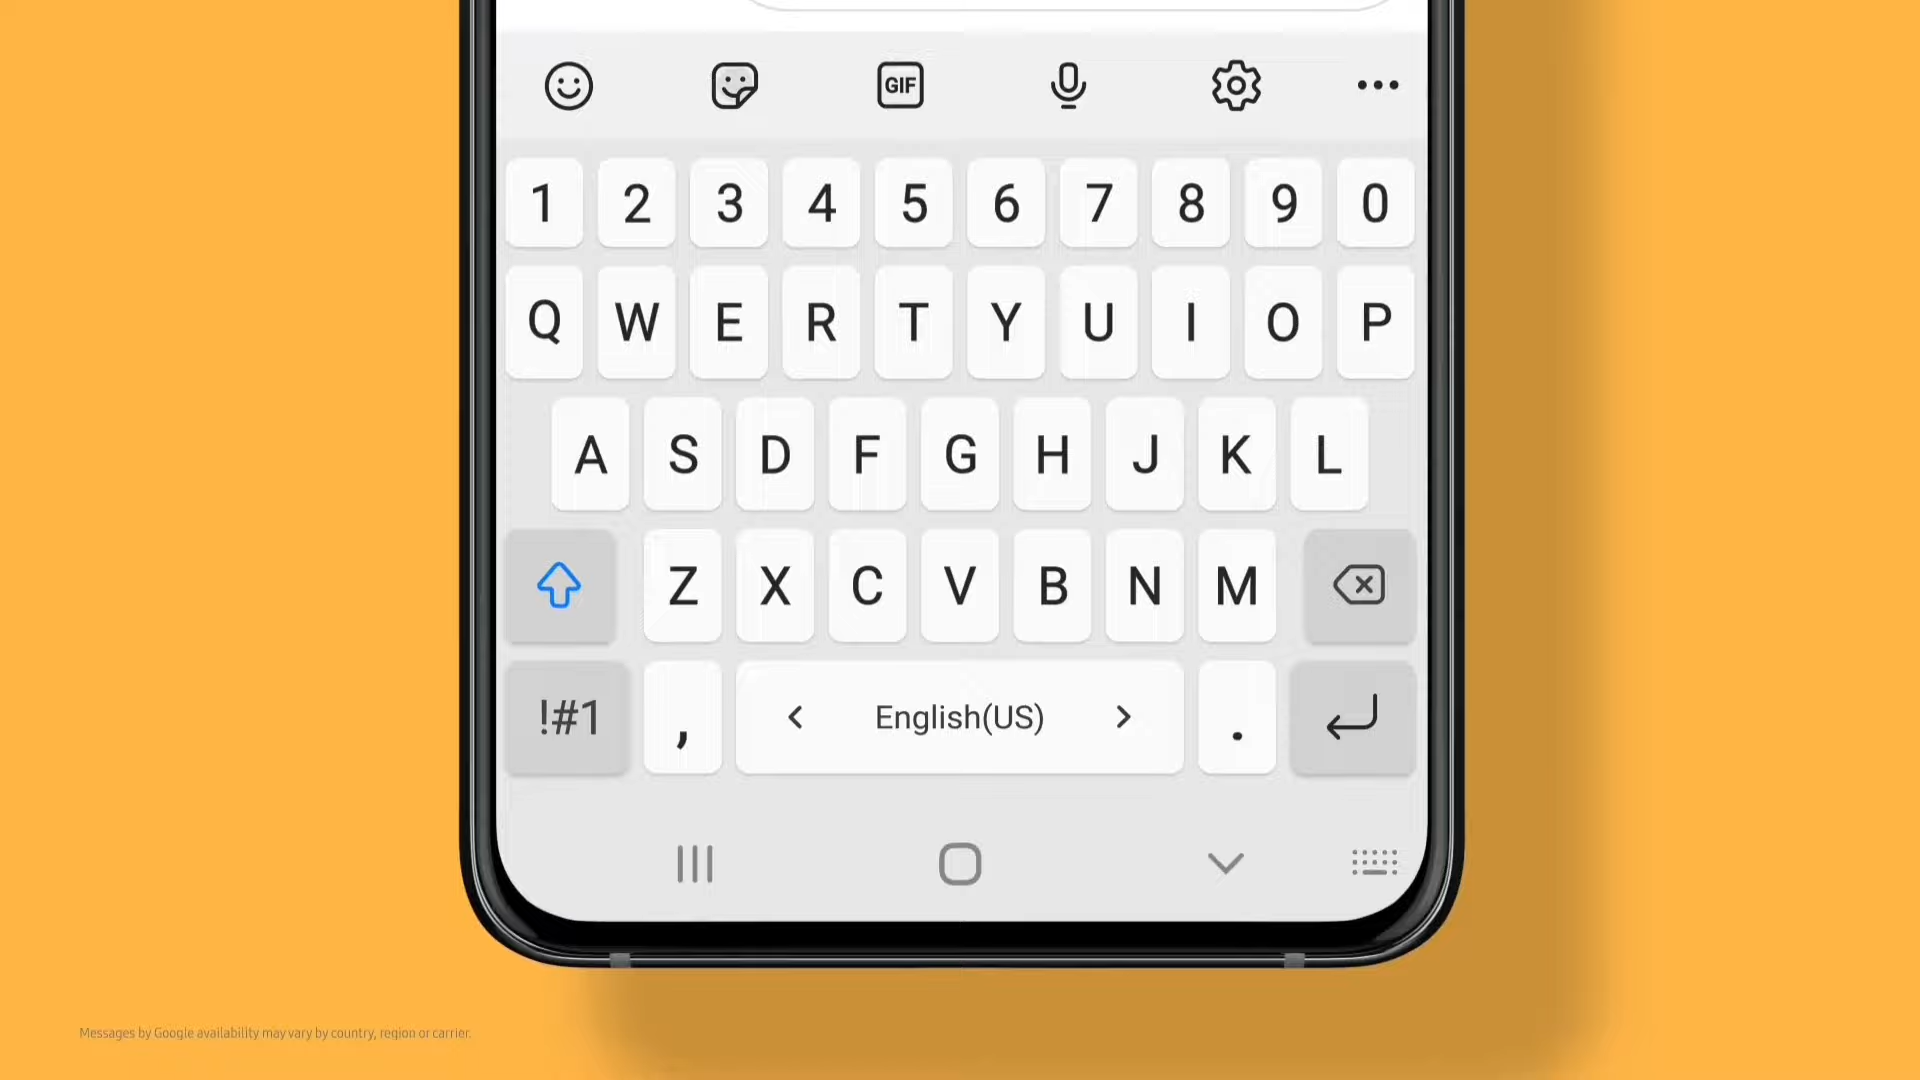 GIF
1 2 3 4 5 6 7 8 9 0
Q W E R T Y U I O P
A S D F G H J K L
Z X C V B N M
!#1 , < English(US) > .
Messages by Google availability may vary by country, region or carrier.